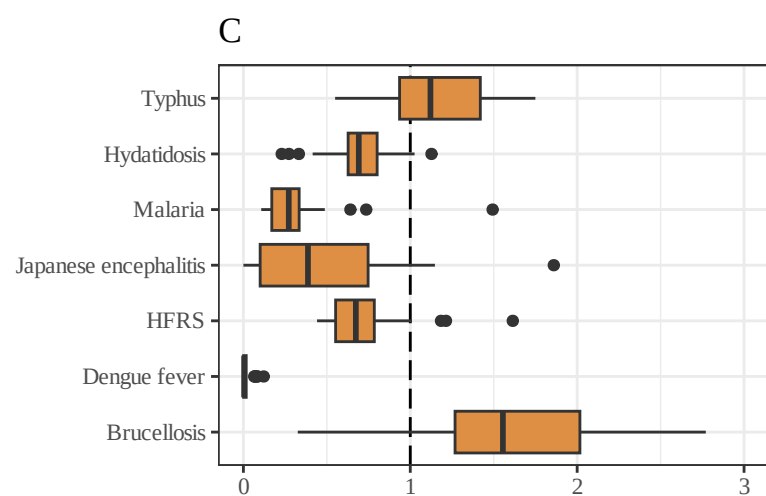 C
Typhus
Hydatidosis
Malaria
Japanese encephalitis
HFRS
Dengue fever
Brucellosis
0 1 2 3